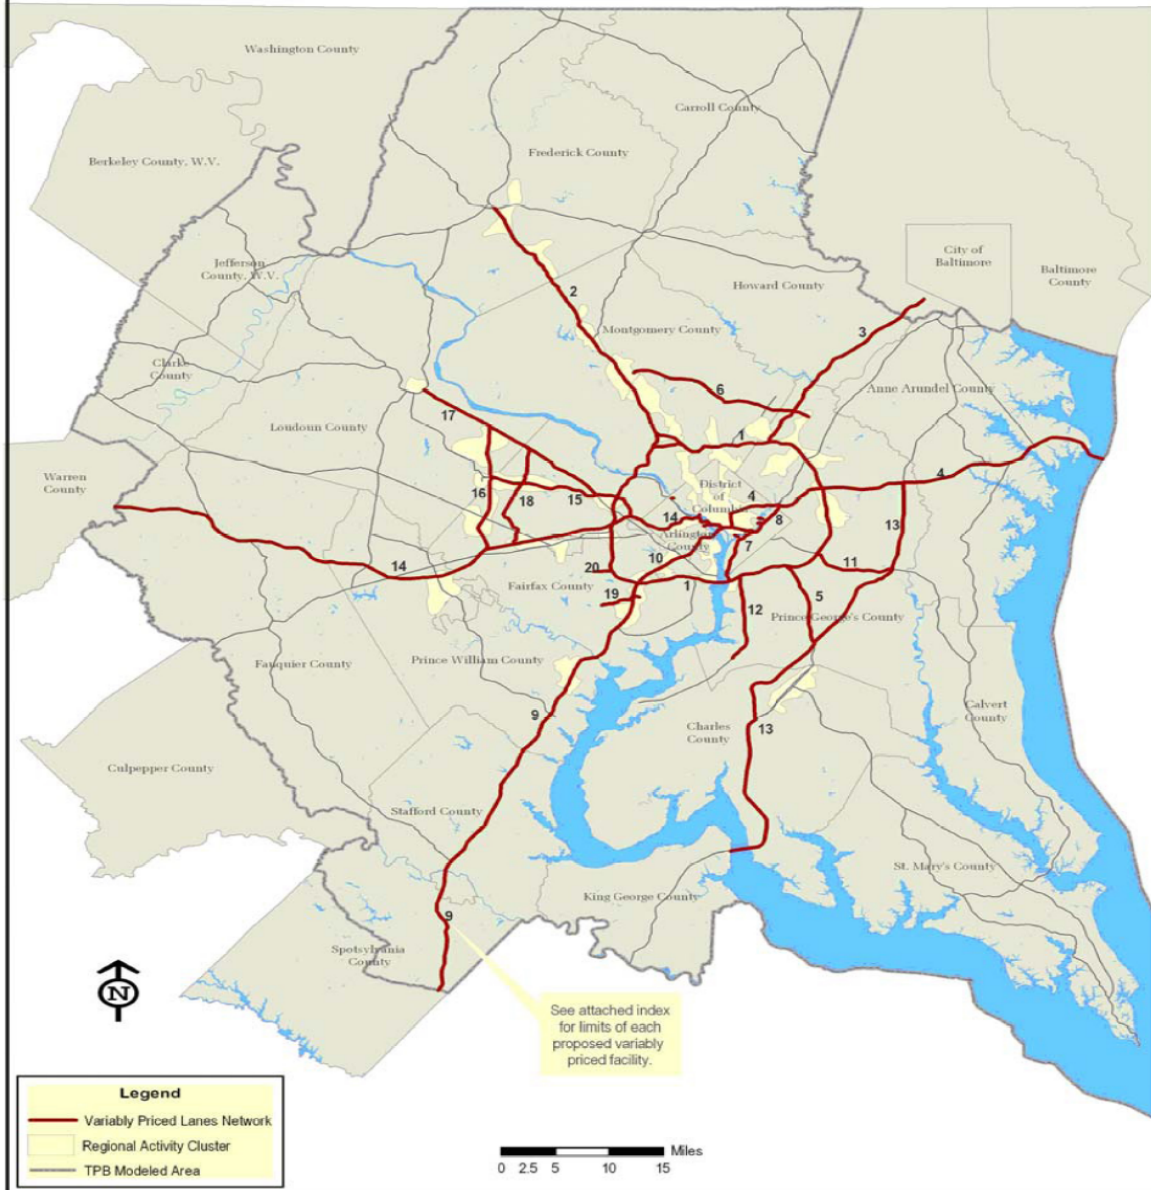 Washington County
Carroll County
Frederick County
Berkeley County, W.V.
City of
Baltimore
Jefferson
County, W.V.
Baltimore
County
Howard County
2
Montgomery County
3
Clarke
County
6
Anne Arundel County
17
Loudoun County
1
4
Warren
County
District
of
Columbia
16
18
15
4
14
8
13
Arlington
County
7
10
11
14
20
Fairfax County
1
5
19
12
Prince George's County
Fauquier County
Prince William County
9
Calvert
County
Charles
County
13
Culpepper County
Stafford County
St. Mary's County
King George County
9
Spotsylvania
County
N
See attached index
for limits of each
proposed variably
priced facility.
Legend
Variably Priced Lanes Network
Regional Activity Cluster
TPB Modeled Area
Miles
0 2.5 5 10 15